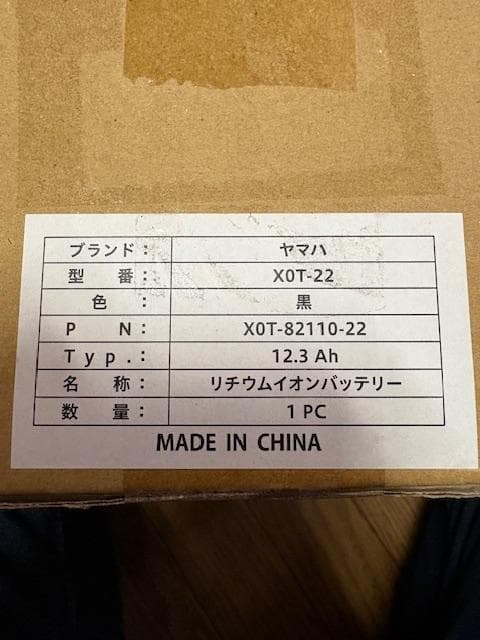 ブランド： ヤマハ
型番： X0T-22
色： 黒
PN： X0T-82110-22
Typ.： 12.3 Ah
名称： リチウムイオンバッテリー
数量： 1 PC
MADE IN CHINA